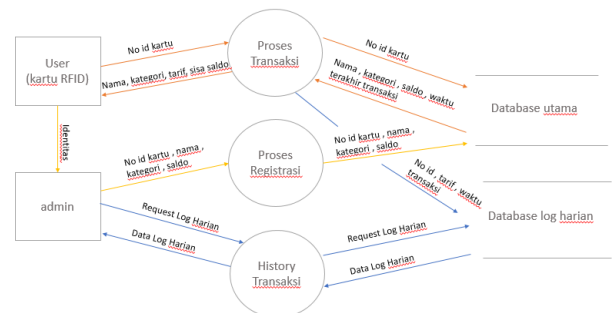 User
(kartu RFID)
No id kartu
Nama, kategori, tarif, sisa saldo
Proses
Transaksi
No id kartu
Nama , kategori , saldo , waktu
terakhir transaksi
Database utama
Identitas
admin
No id kartu , nama ,
kategori , saldo
Proses
Registrasi
No id kartu , nama ,
kategori , saldo
No id , tarif , waktu
transaksi
Database log harian
Request Log Harian
Data Log Harian
History
Transaksi
Request Log Harian
Data Log Harian